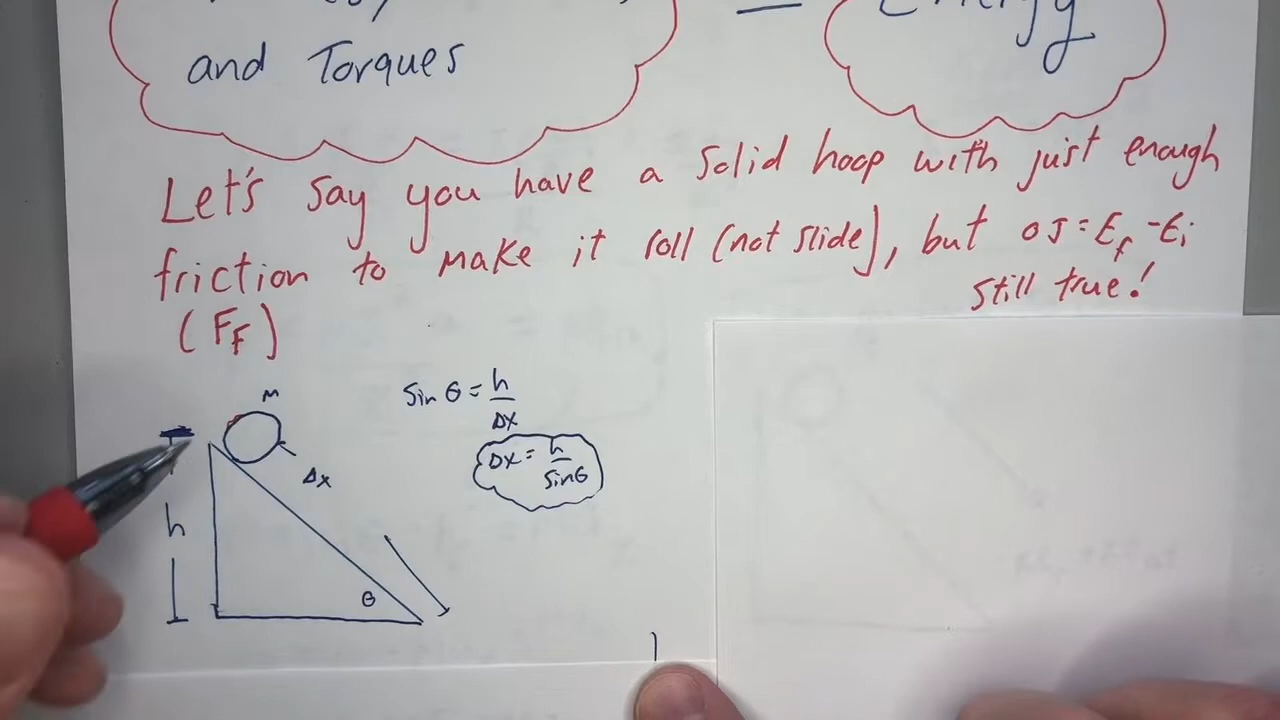 Energy
and Torques
Let's say you have a solid hoop with just enough
friction to make it roll (not slide), but 0J = Ef - Ei
(FF) still true!
M
sin θ = h / Δx
Δx = h / sinθ
Δx
h
θ